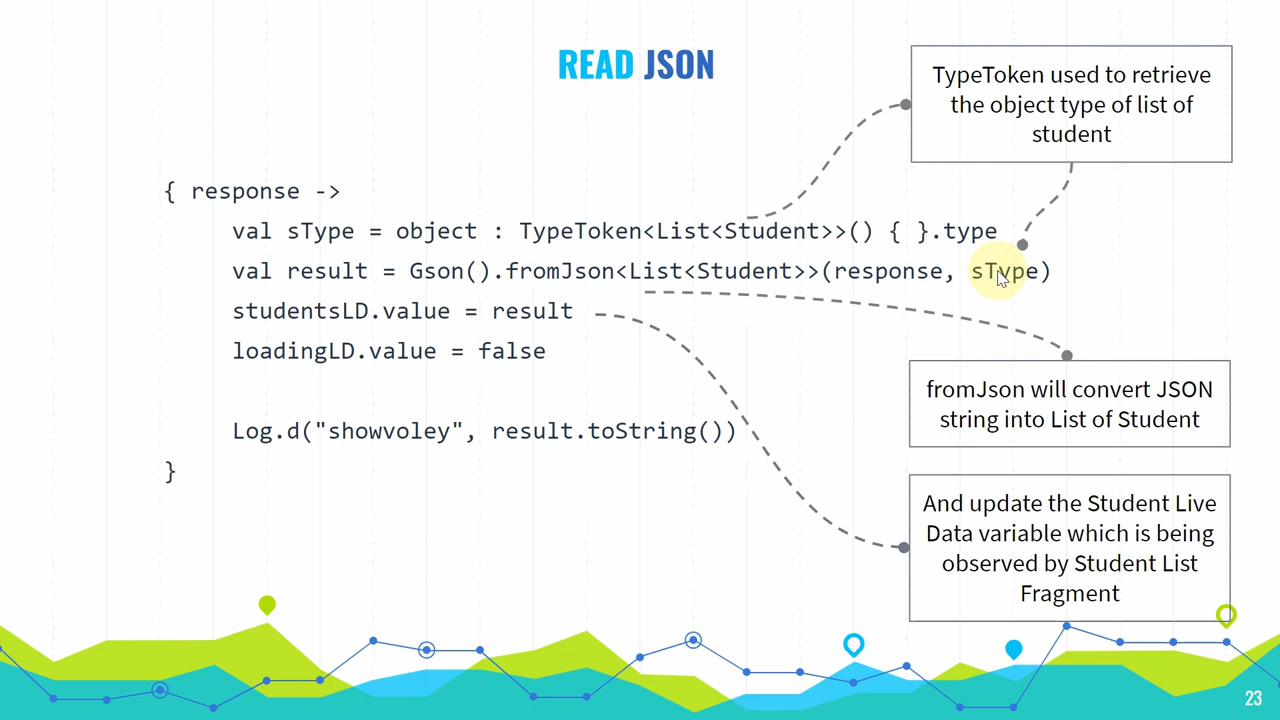 READ JSON
TypeToken used to retrieve
the object type of list of
student
{ response ->
val sType = object : TypeToken<List<Student>>() { }.type
val result = Gson().fromJson<List<Student>>(response, sType)
studentsLD.value = result
loadingLD.value = false
Log.d("showvoley", result.toString())
}
fromJson will convert JSON
string into List of Student
And update the Student Live
Data variable which is being
observed by Student List
Fragment
23